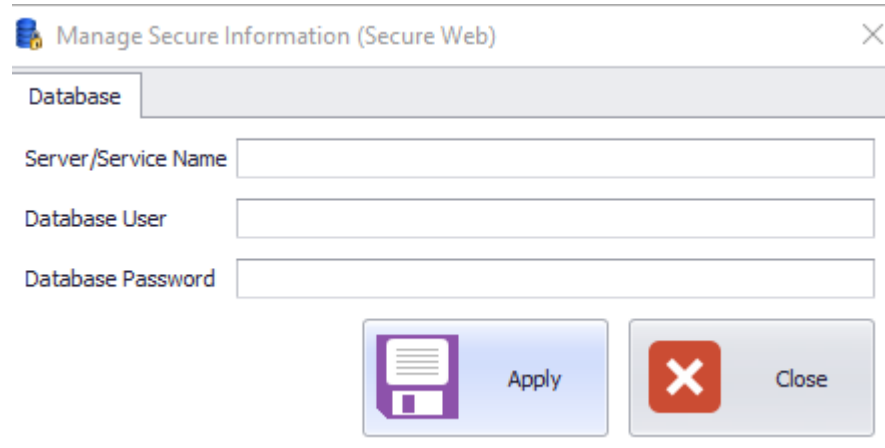 Manage Secure Information (Secure Web)
Database
Server/Service Name
Database User
Database Password
Apply
Close